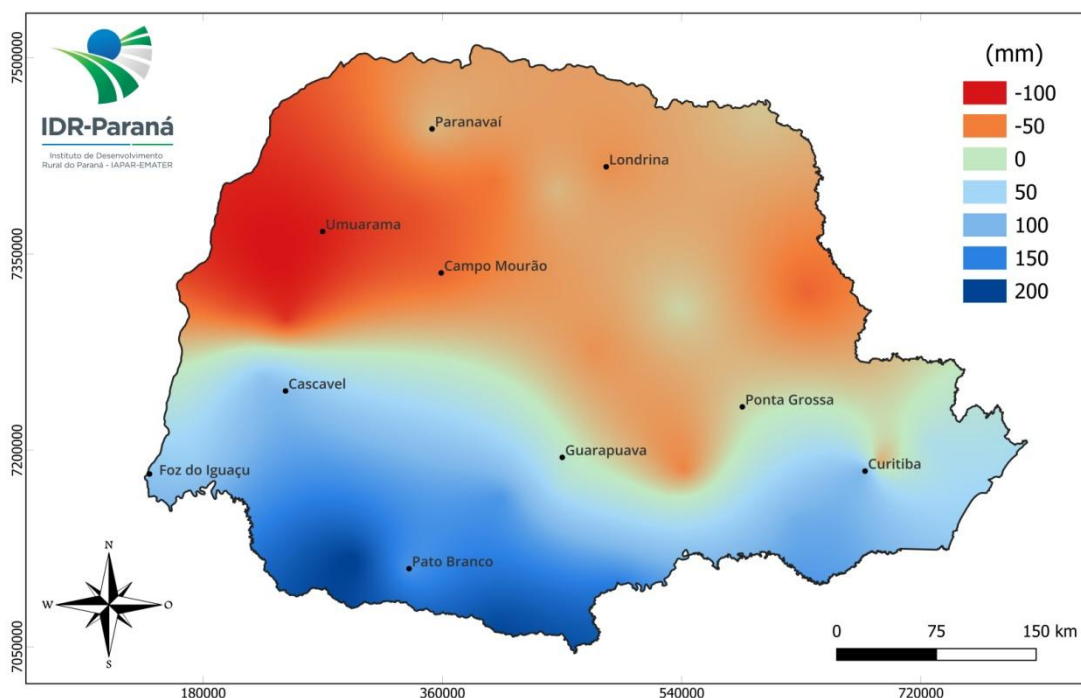 IDR-Paraná
Instituto de Desenvolvimento
Rural do Paraná - IAPAR-EMATER
(mm)
-100
-50
0
50
100
150
200
Paranavaí
Londrina
Umuarama
Campo Mourão
Cascavel
Ponta Grossa
Guarapuava
Foz do Iguaçu
Curitiba
Pato Branco
N
W
O
S
0
75
150 km
7500000
7350000
7200000
7050000
180000
360000
540000
720000